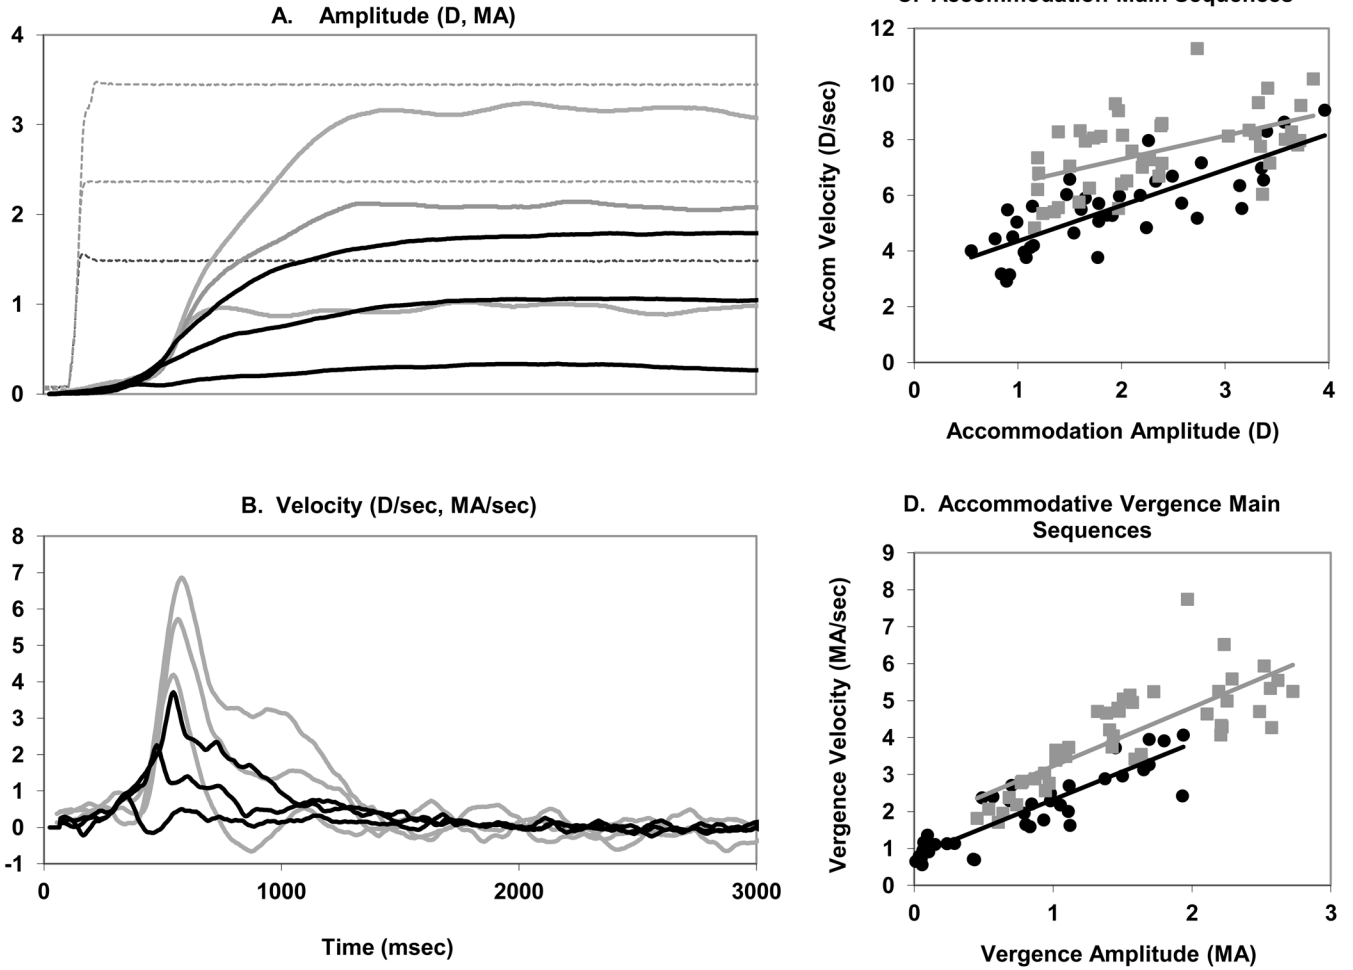 A. Amplitude (D, MA)
4
3
2
1
0
B. Velocity (D/sec, MA/sec)
8
7
6
5
4
3
2
1
0
-1
0 1000 2000 3000
Time (msec)
C. Accommodation Main Sequences
12
10
8
6
4
2
0
Accom Velocity (D/sec)
0 1 2 3 4
Accommodation Amplitude (D)
D. Accommodative Vergence Main
Sequences
9
8
7
6
5
4
3
2
1
0
Vergence Velocity (MA/sec)
0 1 2 3
Vergence Amplitude (MA)